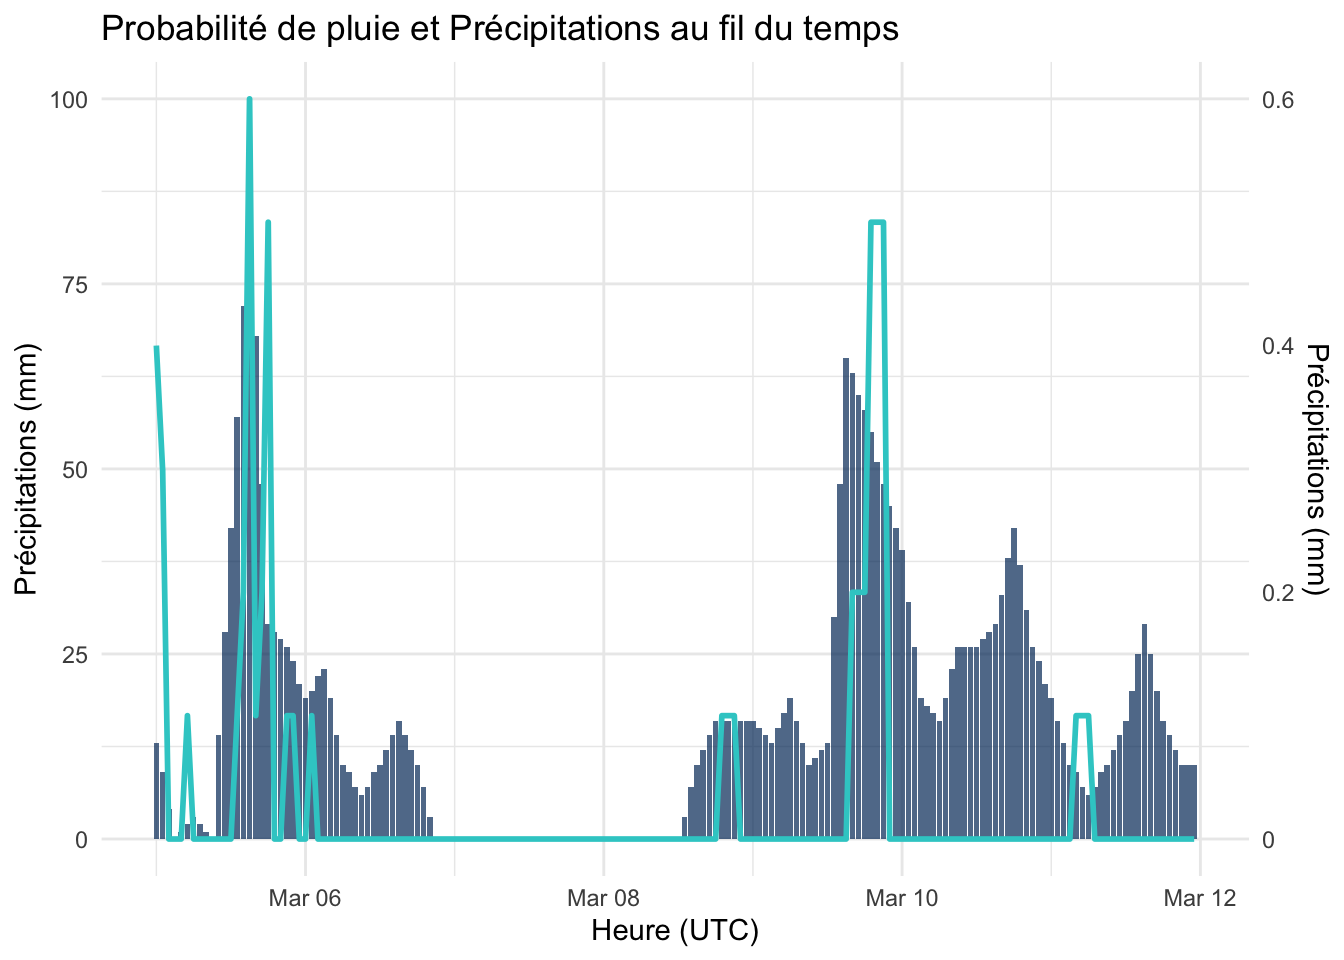 Probabilité de pluie et Précipitations au fil du temps
100
75
50
25
0
Précipitations (mm)
0.6
0.4
0.2
0
Précipitations (mm)
Mar 06
Mar 08
Mar 10
Mar 12
Heure (UTC)